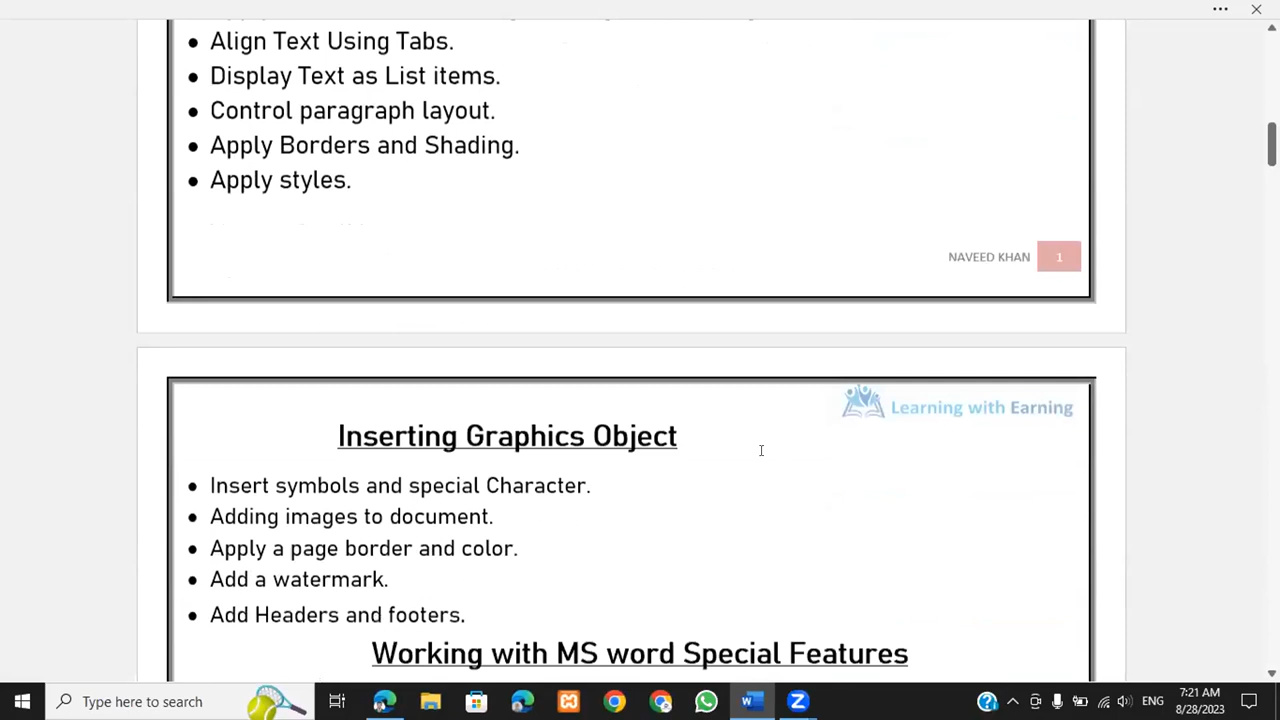 • Align Text Using Tabs.
• Display Text as List items.
• Control paragraph layout.
• Apply Borders and Shading.
• Apply styles.
NAVEED KHAN 1
Learning with Earning
Inserting Graphics Object
• Insert symbols and special Character.
• Adding images to document.
• Apply a page border and color.
• Add a watermark.
• Add Headers and footers.
Working with MS word Special Features
Type here to search
ENG
7:21 AM
8/28/2023